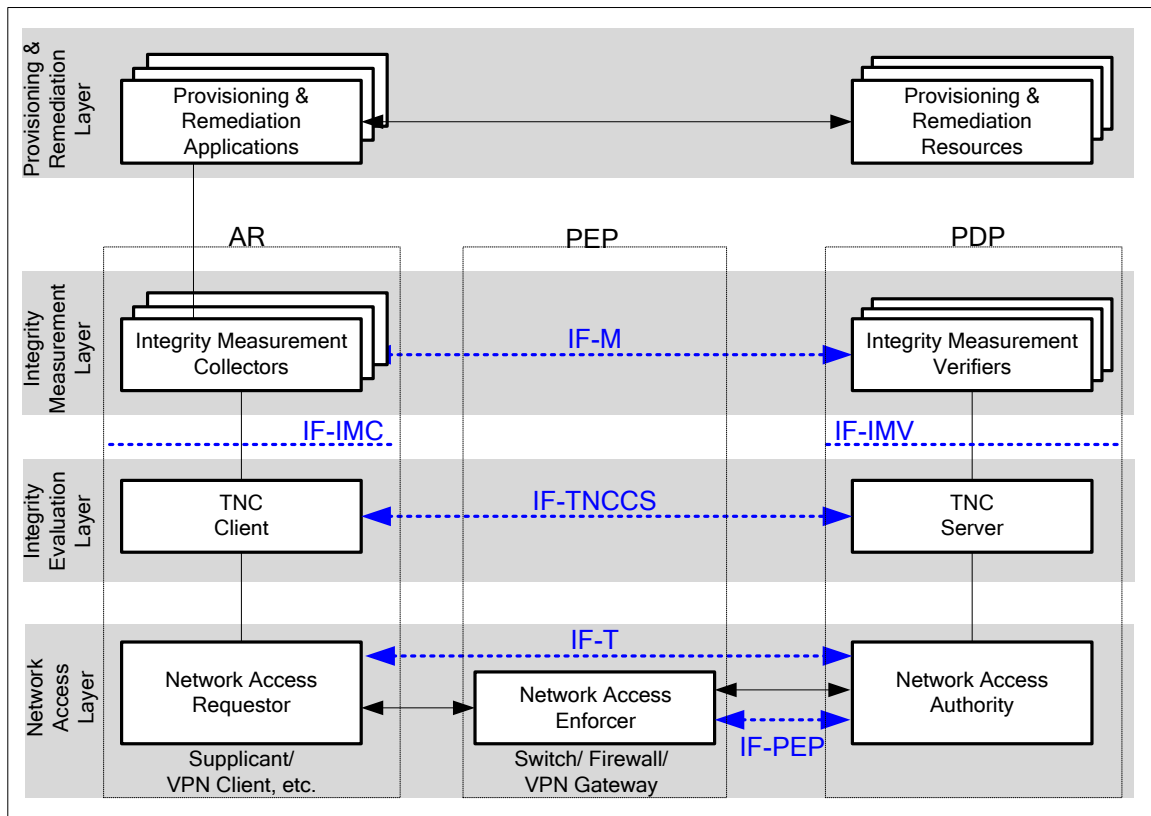 Provisioning &
Remediation
Layer
Provisioning &
Remediation
Applications
Provisioning &
Remediation
Resources
AR
PEP
PDP
Integrity
Measurement
Layer
Integrity Measurement
Collectors
IF-M
Integrity Measurement
Verifiers
IF-IMC
IF-IMV
Integrity
Evaluation
Layer
TNC
Client
IF-TNCCS
TNC
Server
Network
Access
Layer
IF-T
Network Access
Requestor
Network Access
Enforcer
Network Access
Authority
IF-PEP
Supplicant/
VPN Client, etc.
Switch/ Firewall/
VPN Gateway